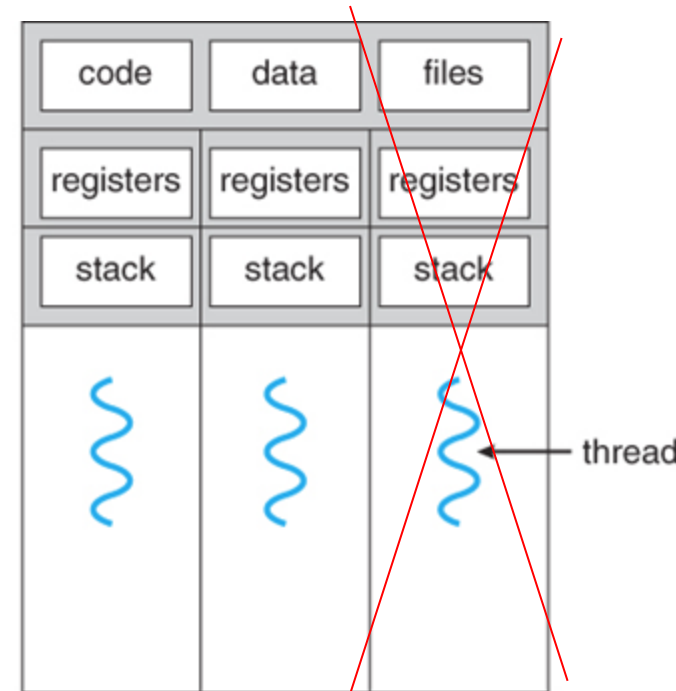 code data files
registers registers registers
stack stack stack
thread